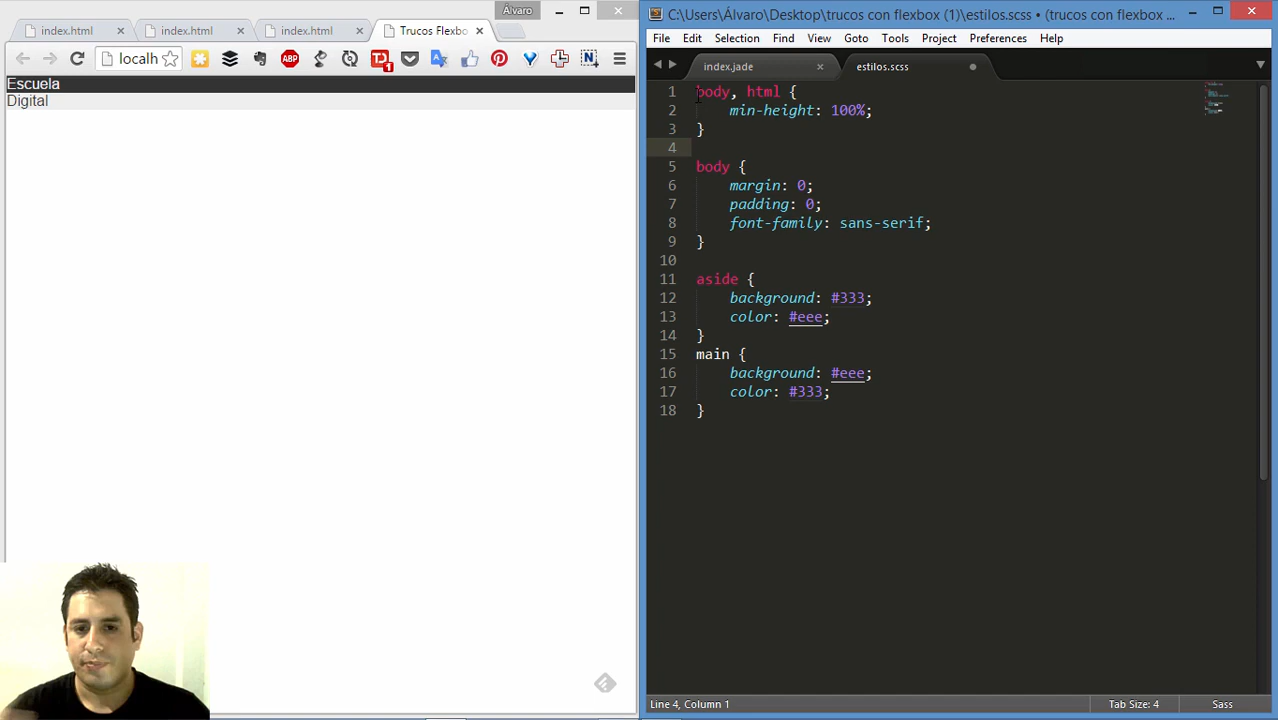 Alvaro
index.html
index.html
index.html
Trucos Flexbo
localh
ABP
TD
1
N
Escuela
Digital
C:\Users\Álvaro\Desktop\trucos con flexbox (1)\estilos.scss • (trucos con flexbox ...
File Edit Selection Find View Goto Tools Project Preferences Help
index.jade
estilos.scss
1 body, html {
2 min-height: 100%;
3 }
4
5 body {
6 margin: 0;
7 padding: 0;
8 font-family: sans-serif;
9 }
10
11 aside {
12 background: #333;
13 color: #eee;
14 }
15 main {
16 background: #eee;
17 color: #333;
18 }
Line 4, Column 1
Tab Size: 4
Sass